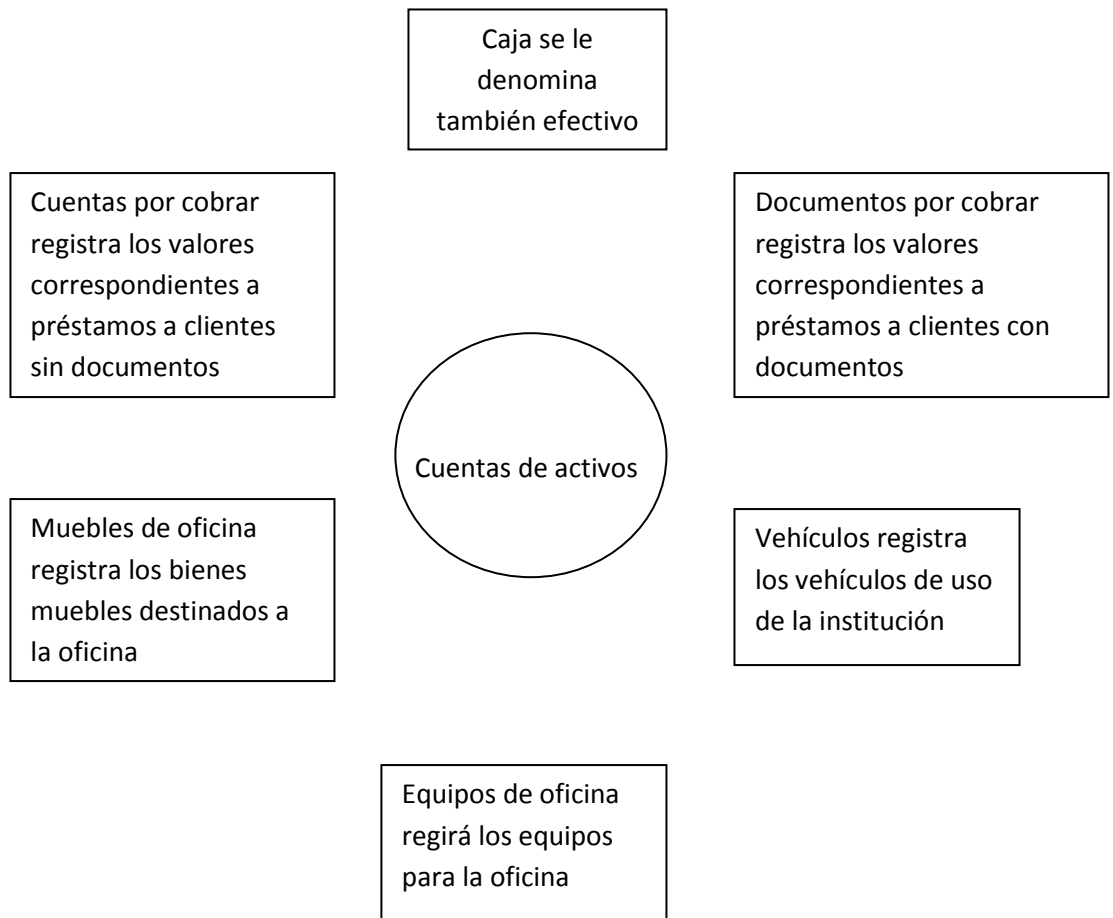 Caja se le
denomina
también efectivo
Cuentas por cobrar
registra los valores
correspondientes a
préstamos a clientes
sin documentos
Documentos por cobrar
registra los valores
correspondientes a
préstamos a clientes con
documentos
Cuentas de activos
Muebles de oficina
registra los bienes
muebles destinados a
la oficina
Vehículos registra
los vehículos de uso
de la institución
Equipos de oficina
regirá los equipos
para la oficina